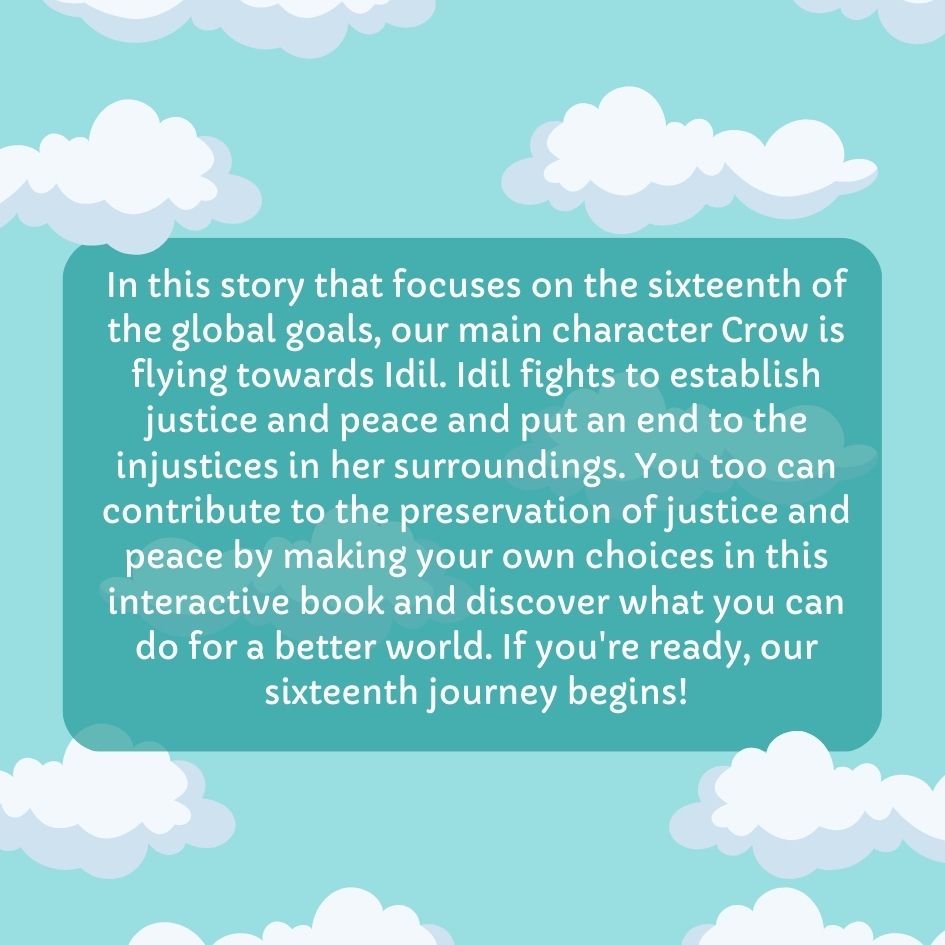 In this story that focuses on the sixteenth of
the global goals, our main character Crow is
flying towards Idil. Idil fights to establish
justice and peace and put an end to the
injustices in her surroundings. You too can
contribute to the preservation of justice and
peace by making your own choices in this
interactive book and discover what you can
do for a better world. If you're ready, our
sixteenth journey begins!